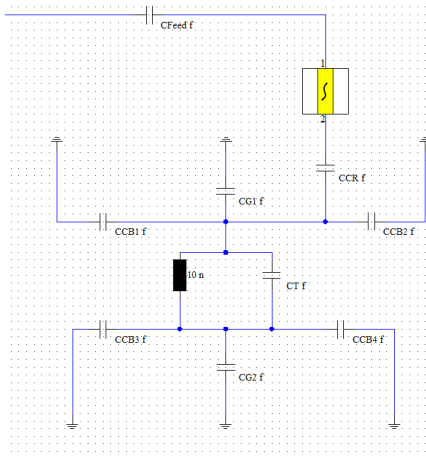 CFeed f
1
2
CCR f
CG1 f
CCB1 f
CCB2 f
10 n
CT f
CCB3 f
CCB4 f
CG2 f